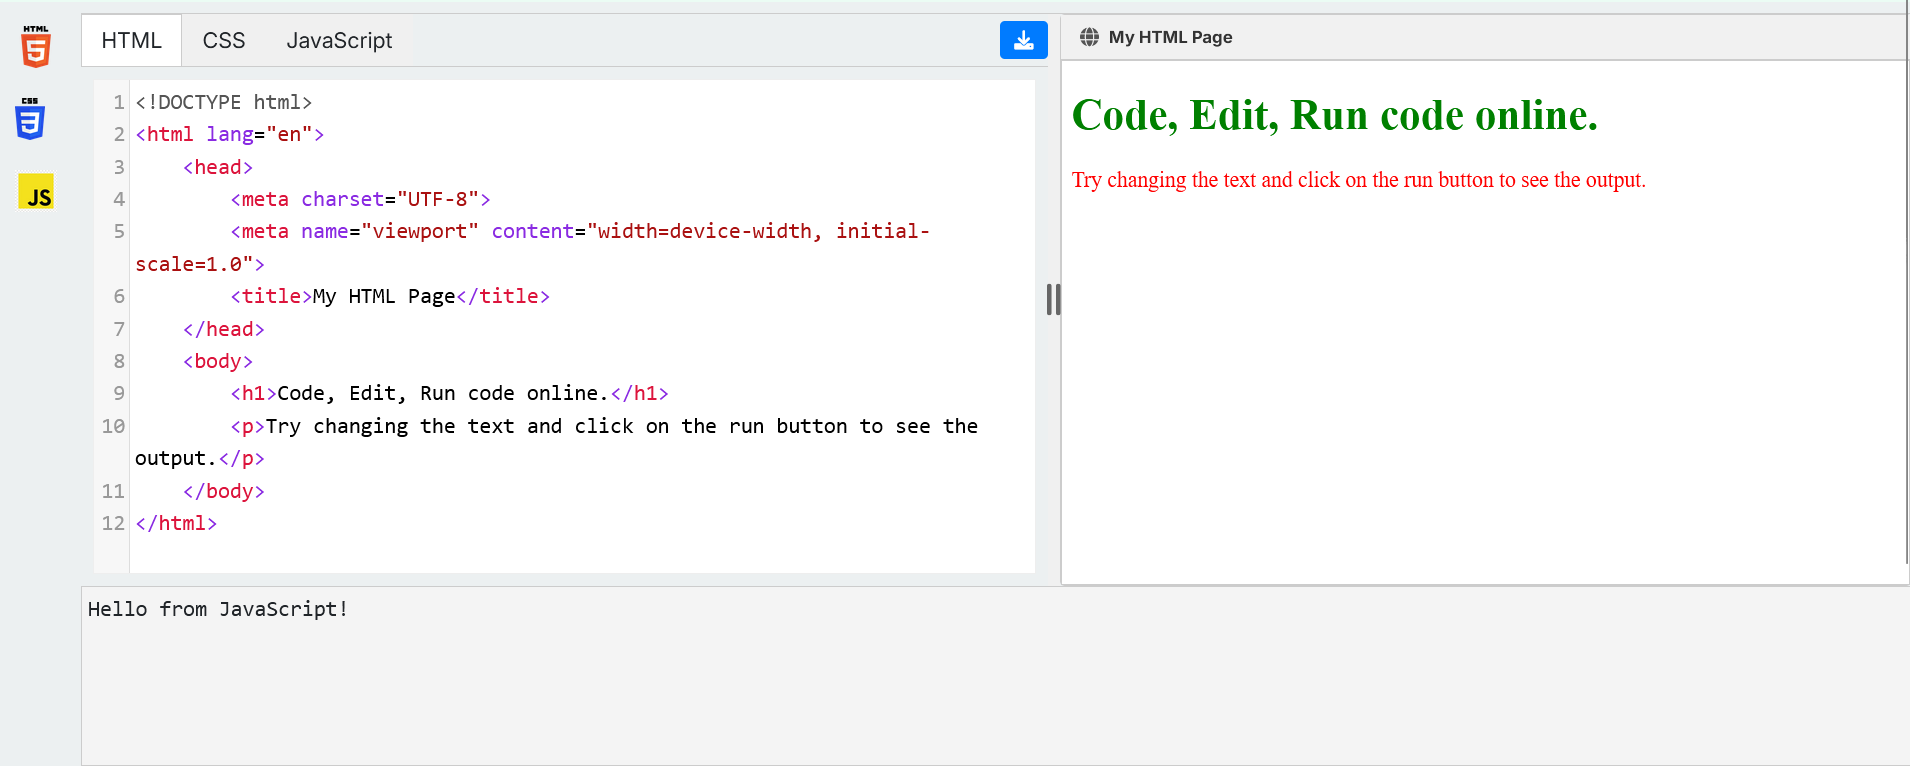 HTML
5
CSS
3
JS
HTML CSS JavaScript
1 <!DOCTYPE html>
2 <html lang="en">
3     <head>
4         <meta charset="UTF-8">
5         <meta name="viewport" content="width=device-width, initial-
scale=1.0">
6         <title>My HTML Page</title>
7     </head>
8     <body>
9         <h1>Code, Edit, Run code online.</h1>
10         <p>Try changing the text and click on the run button to see the
output.</p>
11     </body>
12 </html>
My HTML Page
Code, Edit, Run code online.
Try changing the text and click on the run button to see the output.
Hello from JavaScript!